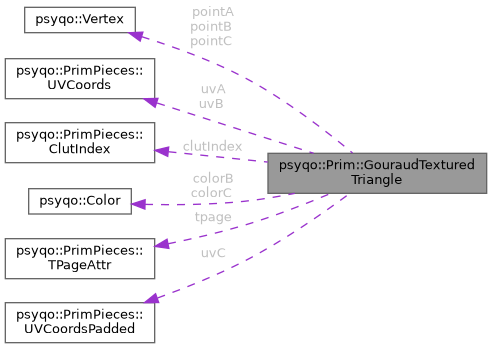 psyqo::Vertex
pointA
pointB
pointC
psyqo::PrimPieces::
UVCoords
uvA
uvB
psyqo::PrimPieces::
ClutIndex
clutIndex
psyqo::Prim::GouraudTextured
Triangle
psyqo::Color
colorB
colorC
tpage
psyqo::PrimPieces::
TPageAttr
uvC
psyqo::PrimPieces::
UVCoordsPadded